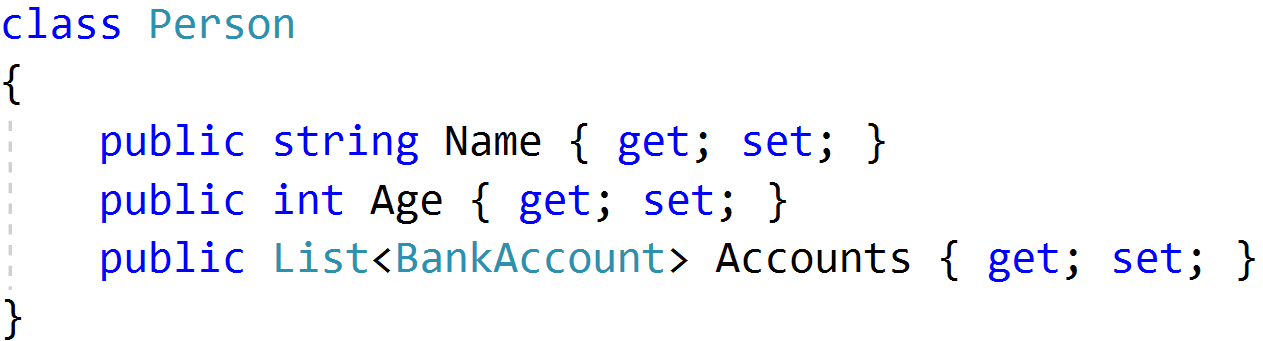 class Person
{
    public string Name { get; set; }
    public int Age { get; set; }
    public List<BankAccount> Accounts { get; set; }
}